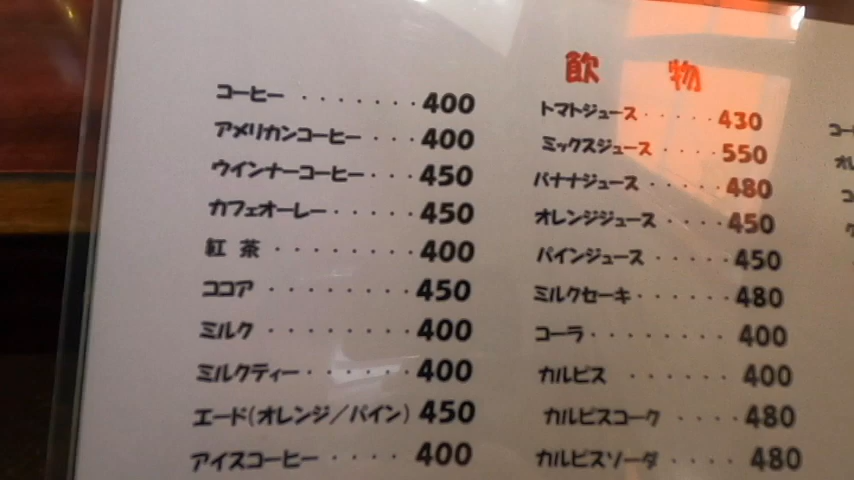 飲 物
コーヒー ・・・・・・・ 400
アメリカンコーヒー ・・・ 400
ウインナーコーヒー ・・・ 450
カフェオーレー ・・・・・ 450
紅 茶 ・・・・・・・・ 400
ココア ・・・・・・・・ 450
ミルク ・・・・・・・・ 400
ミルクティー ・・・・・・ 400
エード(オレンジ/パイン) 450
アイスコーヒー ・・・・ 400
トマトジュース ・・・・・ 430
ミックスジュース ・・・・ 550
バナナジュース ・・・・・ 480
オレンジジュース ・・・・ 450
パインジュース ・・・・・ 450
ミルクセーキ ・・・・・・ 480
コーラ ・・・・・・・・ 400
カルピス ・・・・・・ 400
カルピスコーク ・・・・ 480
カルピスソーダ ・・・・ 480